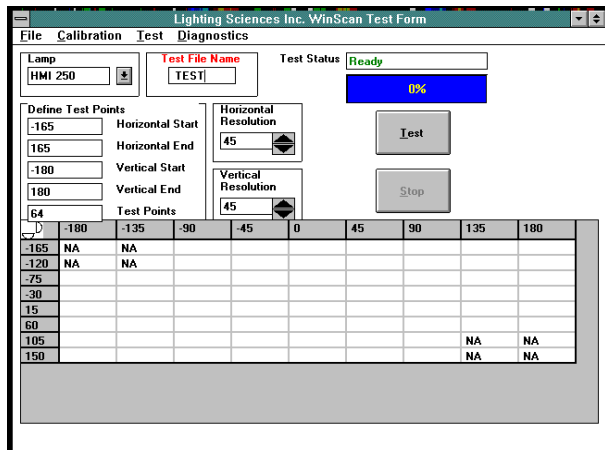 Lighting Sciences Inc. WinScan Test Form
File Calibration Test Diagnostics
Lamp
HMI 250
Test File Name
TEST
Test Status Ready
0%
Define Test Points
-165 Horizontal Start
165 Horizontal End
-180 Vertical Start
180 Vertical End
64 Test Points
Horizontal
Resolution
45
Vertical
Resolution
45
Test
Stop
-180 -135 -90 -45 0 45 90 135 180
-165 NA NA
-120 NA NA
-75
-30
15
60
105 NA NA
150 NA NA